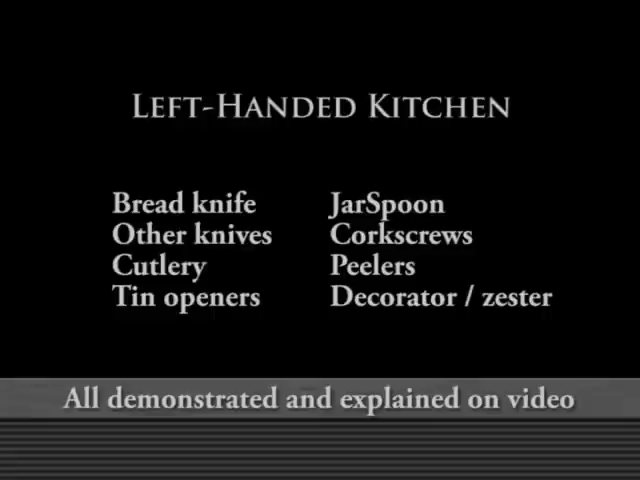 Left-Handed Kitchen
Bread knife
Other knives
Cutlery
Tin openers
JarSpoon
Corkscrews
Peelers
Decorator / zester
All demonstrated and explained on video